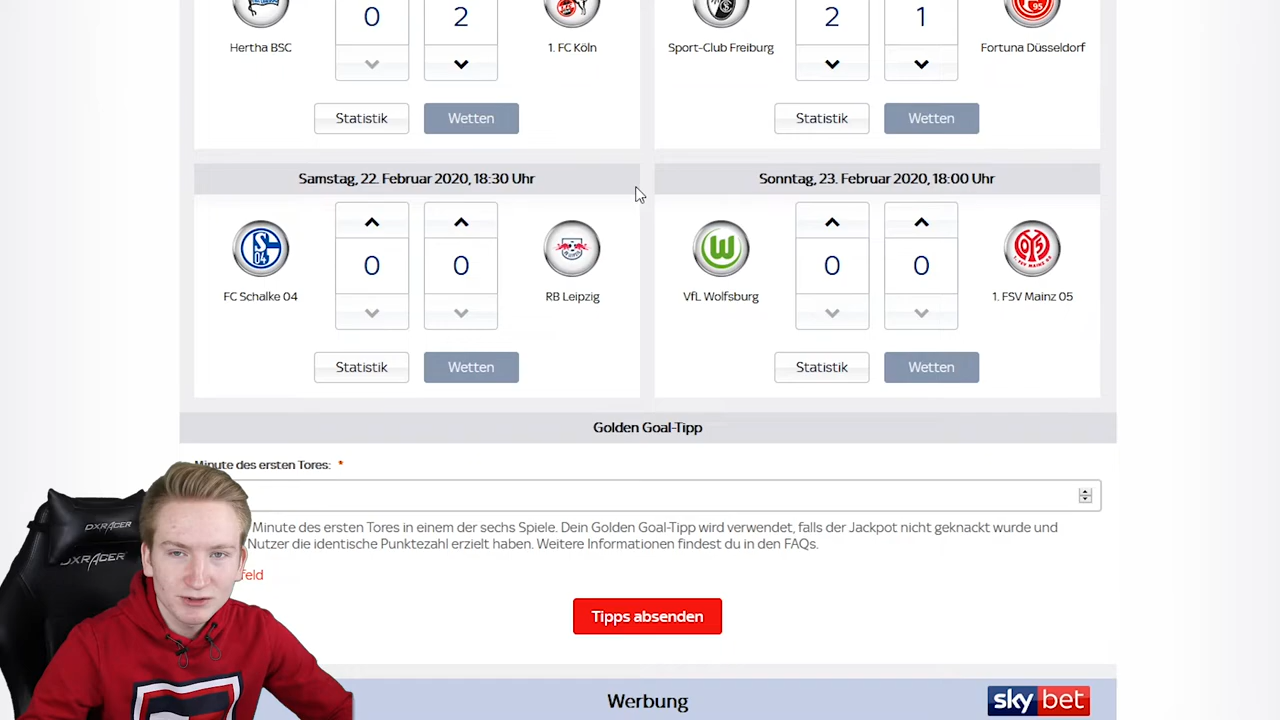 0 2 2 1
Hertha BSC 1. FC Köln Sport-Club Freiburg Fortuna Düsseldorf
Statistik Wetten Statistik Wetten
Samstag, 22. Februar 2020, 18:30 Uhr Sonntag, 23. Februar 2020, 18:00 Uhr
0 0 0 0
FC Schalke 04 RB Leipzig VfL Wolfsburg 1. FSV Mainz 05
Statistik Wetten Statistik Wetten
Golden Goal-Tipp
Minute des ersten Tores: *
Minute des ersten Tores in einem der sechs Spiele. Dein Golden Goal-Tipp wird verwendet, falls der Jackpot nicht geknackt wurde und
Nutzer die identische Punktezahl erzielt haben. Weitere Informationen findest du in den FAQs.
feld
Tipps absenden
Werbung
sky bet
DXRACER
DXRACER